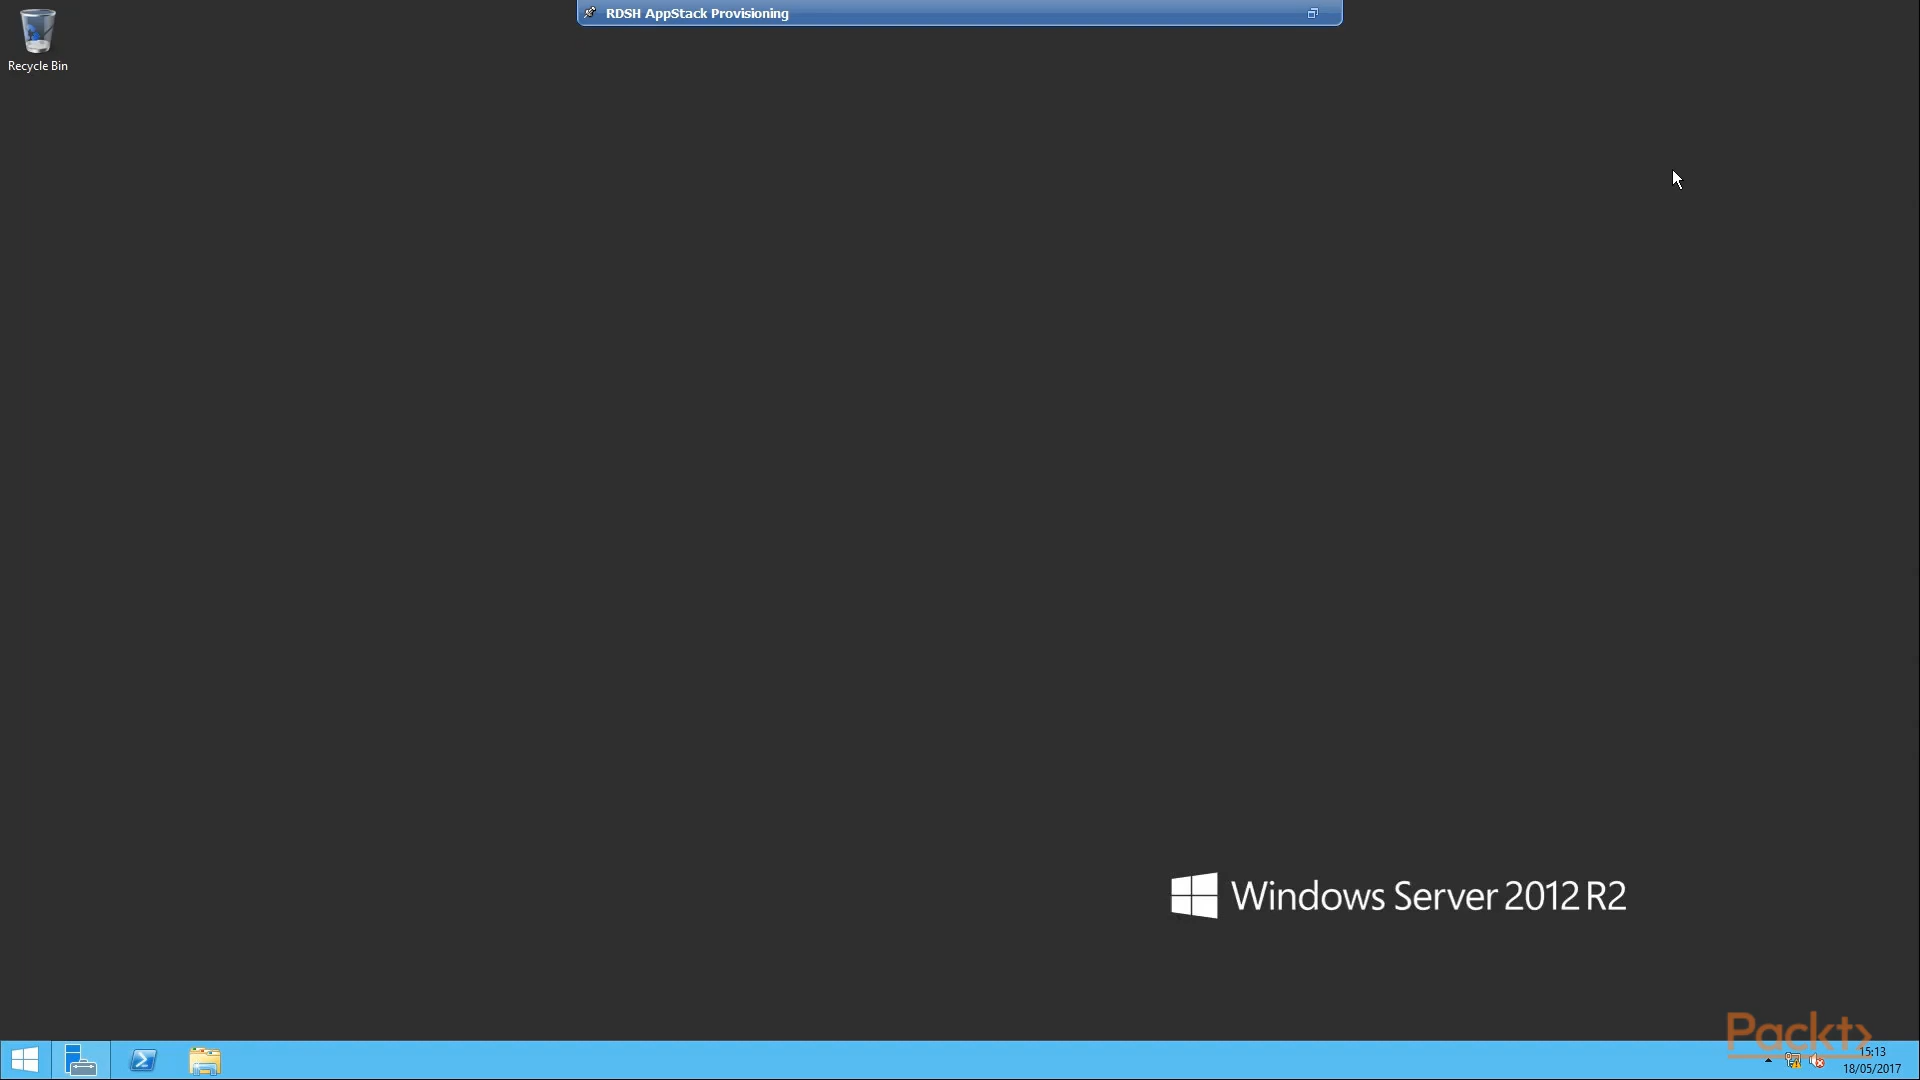 RDSH AppStack Provisioning
Recycle Bin
Windows Server 2012 R2
Packt
15:13
18/05/2017